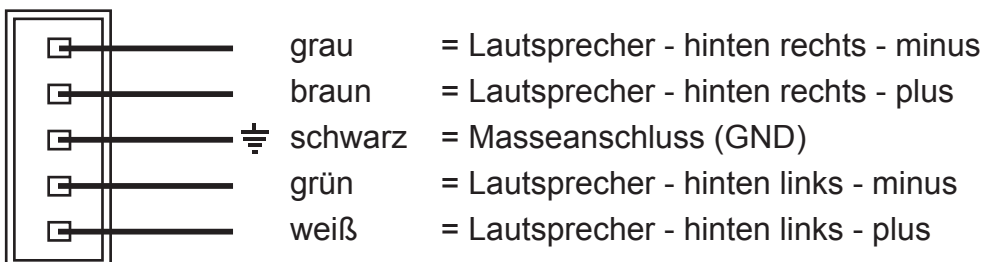 grau = Lautsprecher - hinten rechts - minus
braun = Lautsprecher - hinten rechts - plus
schwarz = Masseanschluss (GND)
grün = Lautsprecher - hinten links - minus
weiß = Lautsprecher - hinten links - plus